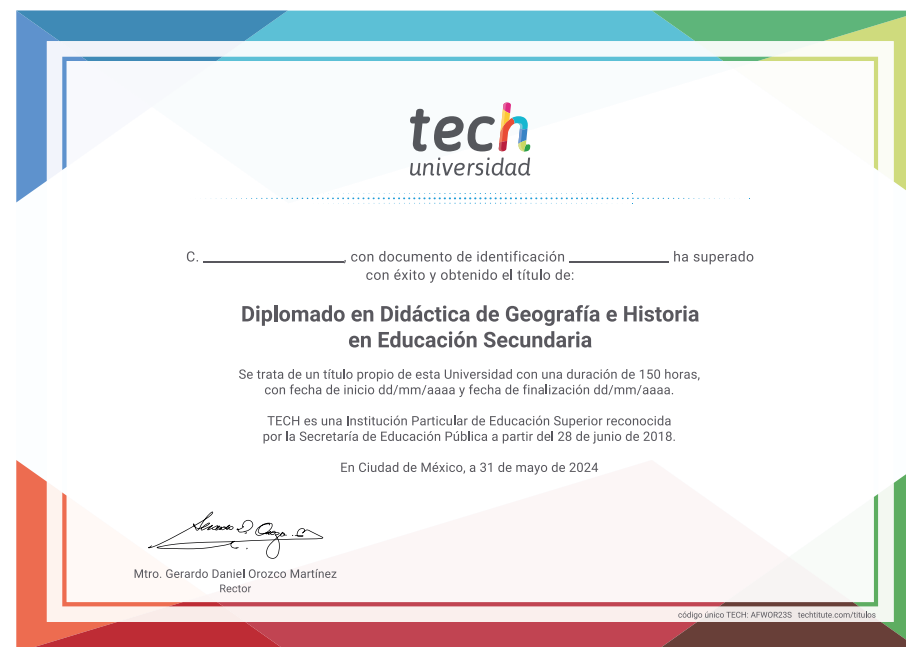 tech
universidad
C. ____________, con documento de identificación ____________ ha superado
con éxito y obtenido el título de:
Diplomado en Didáctica de Geografía e Historia
en Educación Secundaria
Se trata de un título propio de esta Universidad con una duración de 150 horas,
con fecha de inicio dd/mm/aaaa y fecha de finalización dd/mm/aaaa.
TECH es una Institución Particular de Educación Superior reconocida
por la Secretaría de Educación Pública a partir del 28 de junio de 2018.
En Ciudad de México, a 31 de mayo de 2024
Mtro. Gerardo Daniel Orozco Martínez
Rector
código único TECH: AFWOR23S techtitute.com/titulos